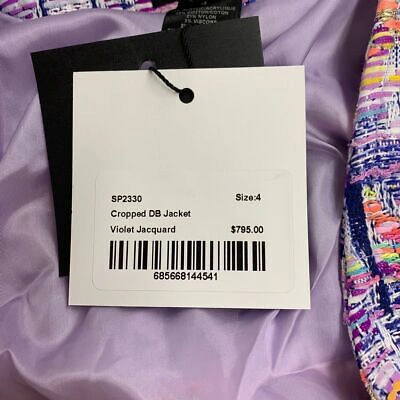 SP2330 Size:4
Cropped DB Jacket
Violet Jacquard $795.00
685668144541